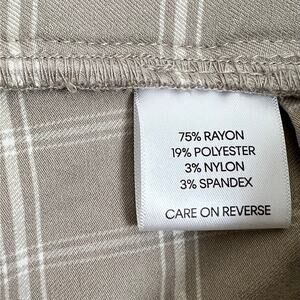 75% RAYON
19% POLYESTER
3% NYLON
3% SPANDEX
CARE ON REVERSE